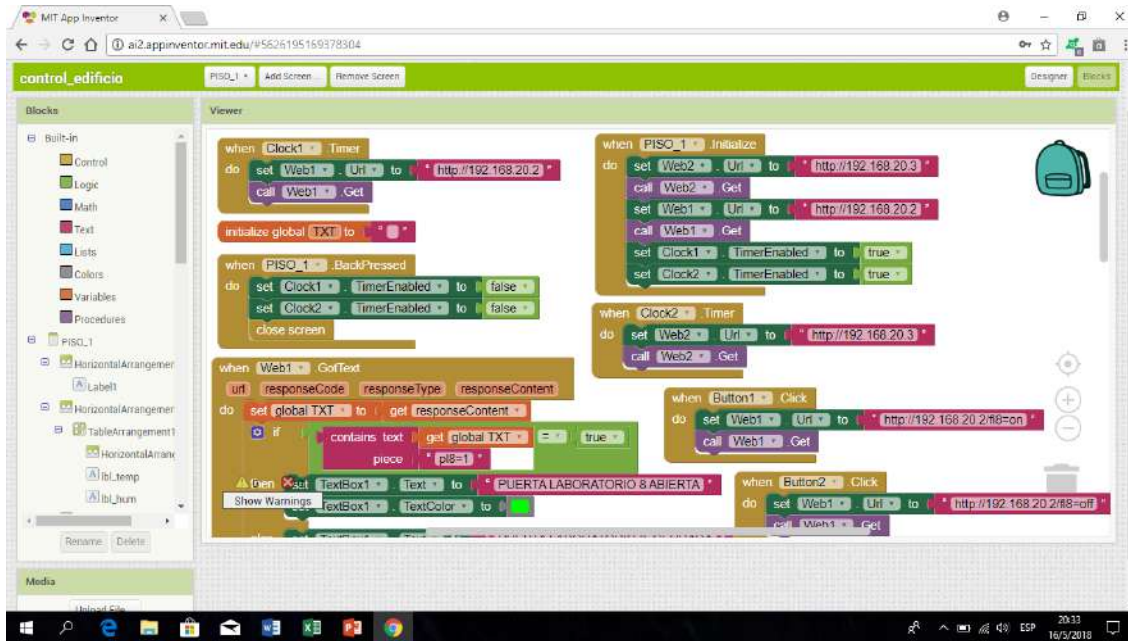 MIT App Inventor
ai2.appinventor.mit.edu/#5626195169378304
control_edificio
PISO_1
Add Screen ...
Remove Screen
Designer
Blocks
Blocks
Viewer
Built-in
Control
Logic
Math
Text
Lists
Colors
Variables
Procedures
PISO_1
HorizontalArrangemer
Label1
HorizontalArrangemer
TableArrangement1
HorizontalArrang
lbl_temp
lbl_hum
Rename Delete
Media
Upload File ...
when Clock1 .Timer
do set Web1 . Url to " http://192.168.20.2 "
call Web1 .Get
initialize global TXT to " "
when PISO_1 .BackPressed
do set Clock1 . TimerEnabled to false
set Clock2 . TimerEnabled to false
close screen
when Web1 .GotText
url responseCode responseType responseContent
do set global TXT to get responseContent
if contains text get global TXT = true
piece " pl8=1 "
then set TextBox1 . Text to " PUERTA LABORATORIO 8 ABIERTA "
Show Warnings
TextBox1 . TextColor to
when PISO_1 .Initialize
do set Web2 . Url to " http://192.168.20.3 "
call Web2 .Get
set Web1 . Url to " http://192.168.20.2 "
call Web1 .Get
set Clock1 . TimerEnabled to true
set Clock2 . TimerEnabled to true
when Clock2 .Timer
do set Web2 . Url to " http://192.168.20.3 "
call Web2 .Get
when Button1 .Click
do set Web1 . Url to " http://192.168.20.2/fl8=on "
call Web1 .Get
when Button2 .Click
do set Web1 . Url to " http://192.168.20.2/fl8=off "
call Web1 .Get
ESP
20:33
16/5/2018